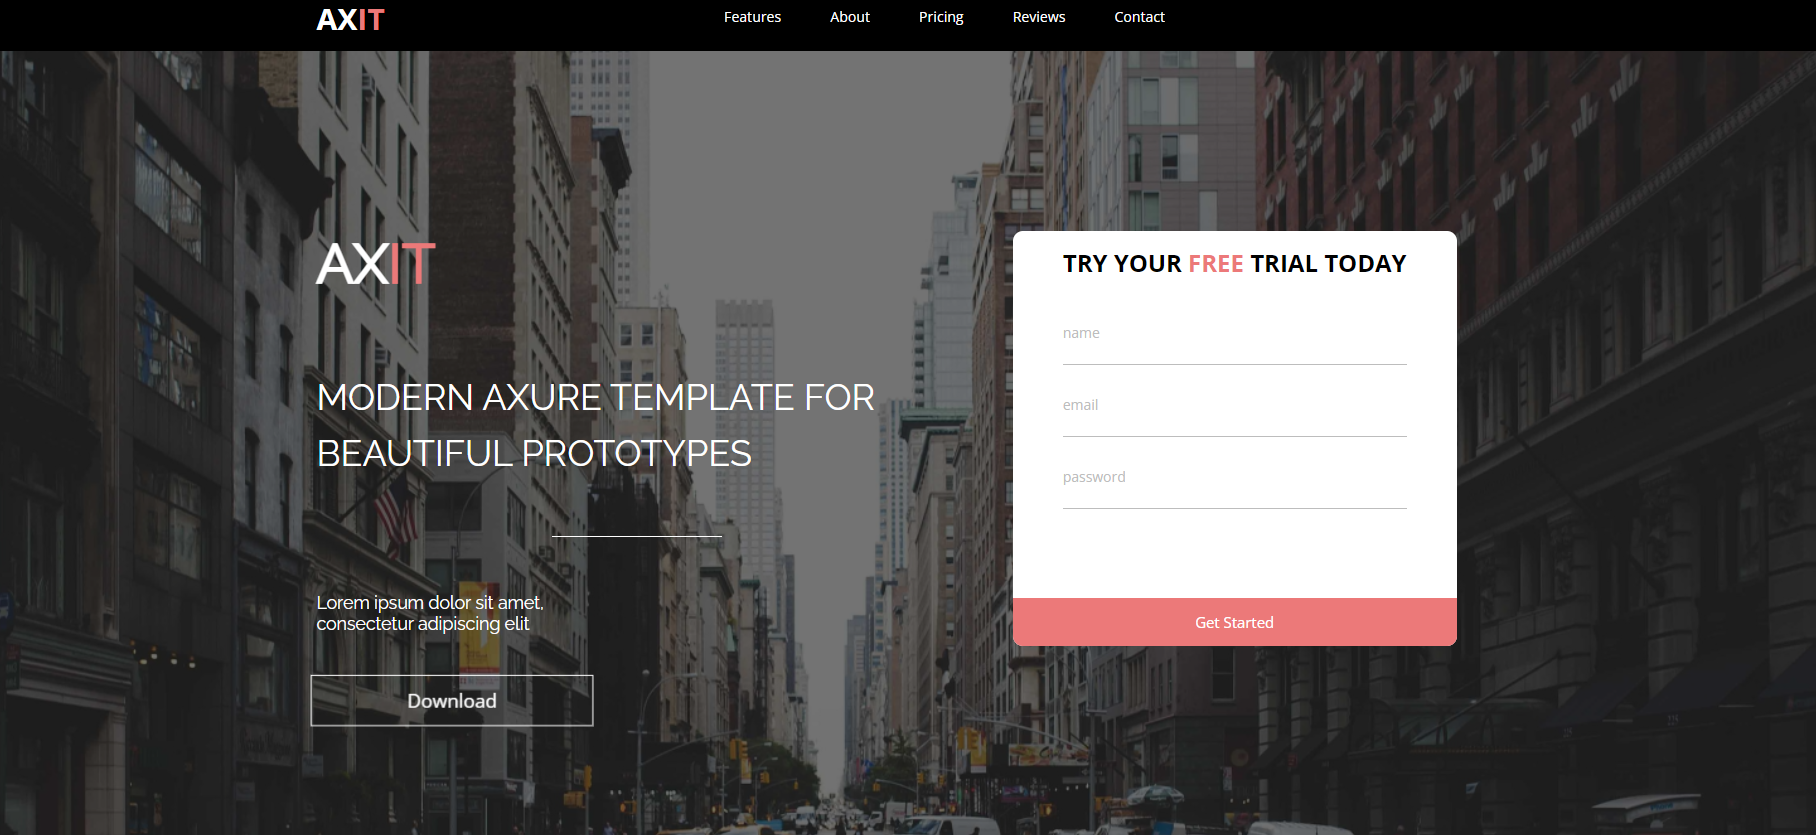 AXIT
Features
About
Pricing
Reviews
Contact
AXIT
MODERN AXURE TEMPLATE FOR
BEAUTIFUL PROTOTYPES
Lorem ipsum dolor sit amet,
consectetur adipiscing elit
Download
TRY YOUR FREE TRIAL TODAY
name
email
password
Get Started